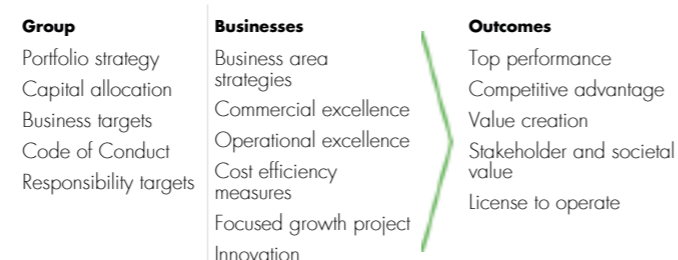 Group
Portfolio strategy
Capital allocation
Business targets
Code of Conduct
Responsibility targets
Businesses
Business area
strategies
Commercial excellence
Operational excellence
Cost efficiency
measures
Focused growth project
Innovation
Outcomes
Top performance
Competitive advantage
Value creation
Stakeholder and societal
value
License to operate